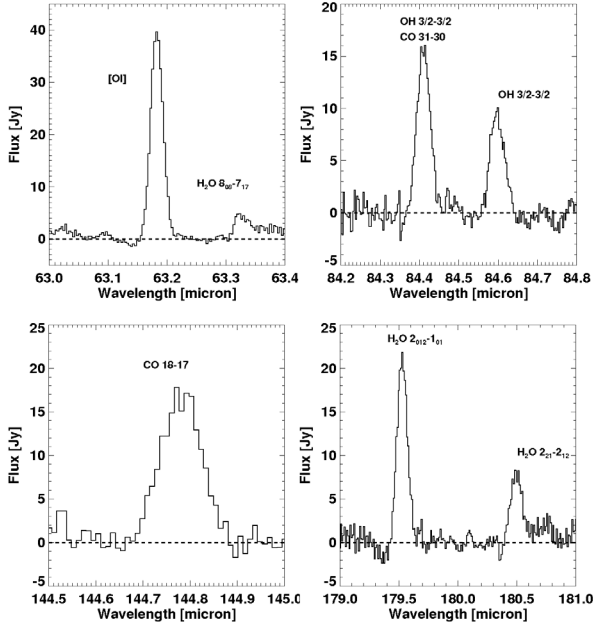 40
30
20
10
0
Flux [Jy]
[OI]
H₂O 8₀₈-7₁₇
63.0 63.1 63.2 63.3 63.4
Wavelength [micron]
20
15
10
5
0
-5
Flux [Jy]
OH 3/2-3/2
CO 31-30
OH 3/2-3/2
84.2 84.3 84.4 84.5 84.6 84.7 84.8
Wavelength [micron]
25
20
15
10
5
0
-5
Flux [Jy]
CO 18-17
144.5 144.6 144.7 144.8 144.9 145.0
Wavelength [micron]
25
20
15
10
5
0
-5
Flux [Jy]
H₂O 2₀₁₂-1₀₁
H₂O 2₂₁-2₁₂
179.0 179.5 180.0 180.5 181.0
Wavelength [micron]